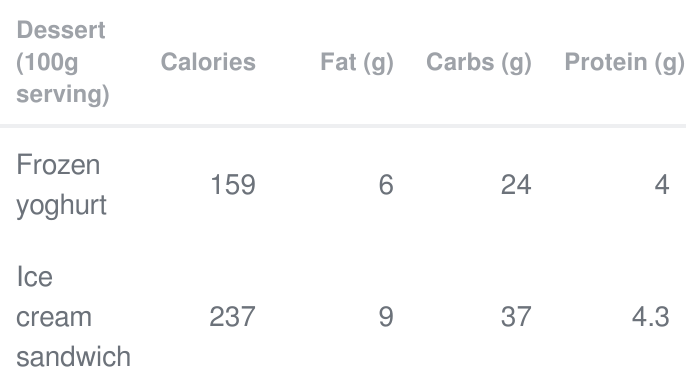 Dessert
(100g
serving) Calories Fat (g) Carbs (g) Protein (g)
Frozen
yoghurt 159 6 24 4
Ice
cream
sandwich 237 9 37 4.3